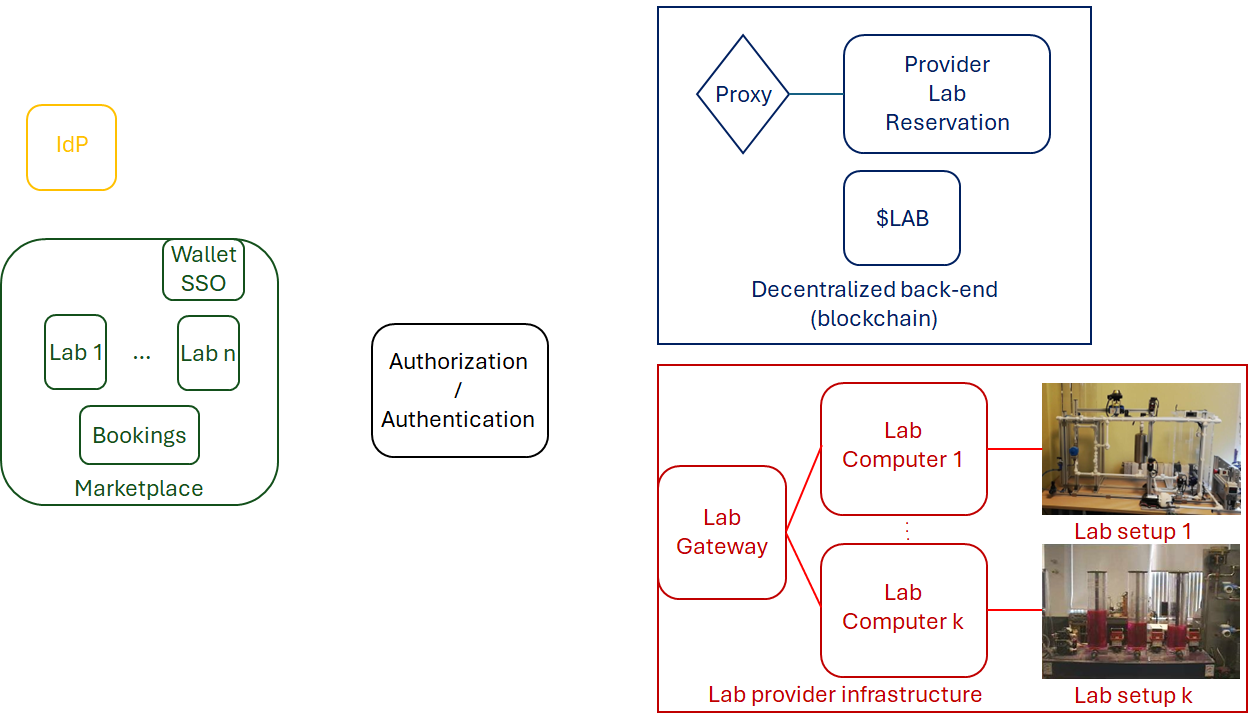 IdP
Wallet
SSO
Lab 1
...
Lab n
Bookings
Marketplace
Authorization
/
Authentication
Proxy
Provider
Lab
Reservation
$LAB
Decentralized back-end
(blockchain)
Lab
Gateway
Lab
Computer 1
⋮
Lab
Computer k
Lab setup 1
Lab setup k
Lab provider infrastructure